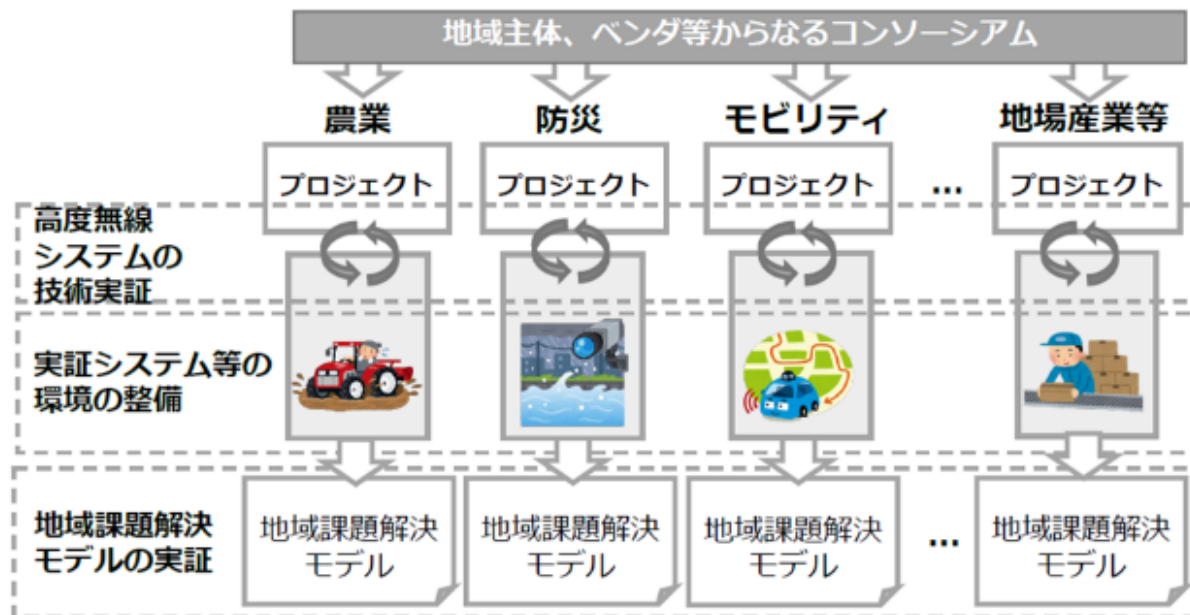 地域主体、ベンダ等からなるコンソーシアム
農業
防災
モビリティ
地場産業等
プロジェクト
プロジェクト
プロジェクト
...
プロジェクト
高度無線
システムの
技術実証
実証システム等の
環境の整備
地域課題解決
モデルの実証
地域課題解決
モデル
地域課題解決
モデル
地域課題解決
モデル
...
地域課題解決
モデル